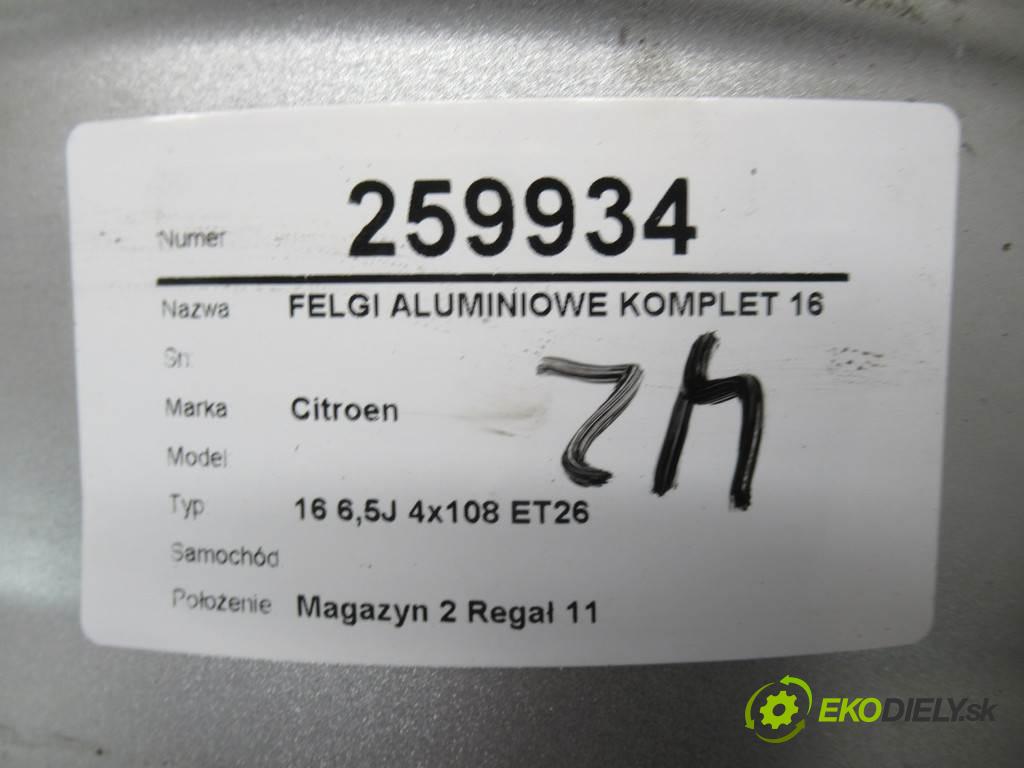 Numer 259934
Nazwa FELGI ALUMINIOWE KOMPLET 16
Sn:
Marka Citroen
Model
Typ 16 6,5J 4x108 ET26
Samochód
Położenie Magazyn 2 Regał 11
EKODIELY.sk